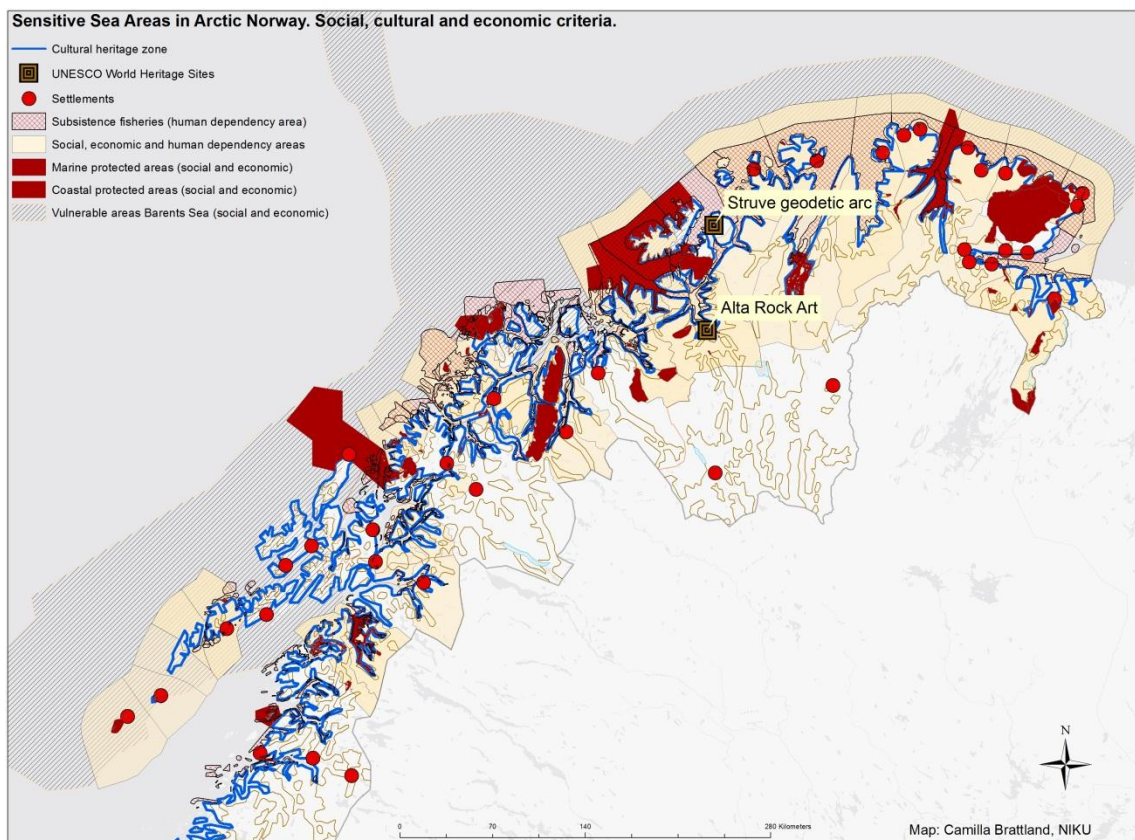 Sensitive Sea Areas in Arctic Norway. Social, cultural and economic criteria.
Cultural heritage zone
UNESCO World Heritage Sites
Settlements
Subsistence fisheries (human dependency area)
Social, economic and human dependency areas
Marine protected areas (social and economic)
Coastal protected areas (social and economic)
Vulnerable areas Barents Sea (social and economic)
Struve geodetic arc
Alta Rock Art
N
0 70 140 280 Kilometers
Map: Camilla Brattland, NIKU